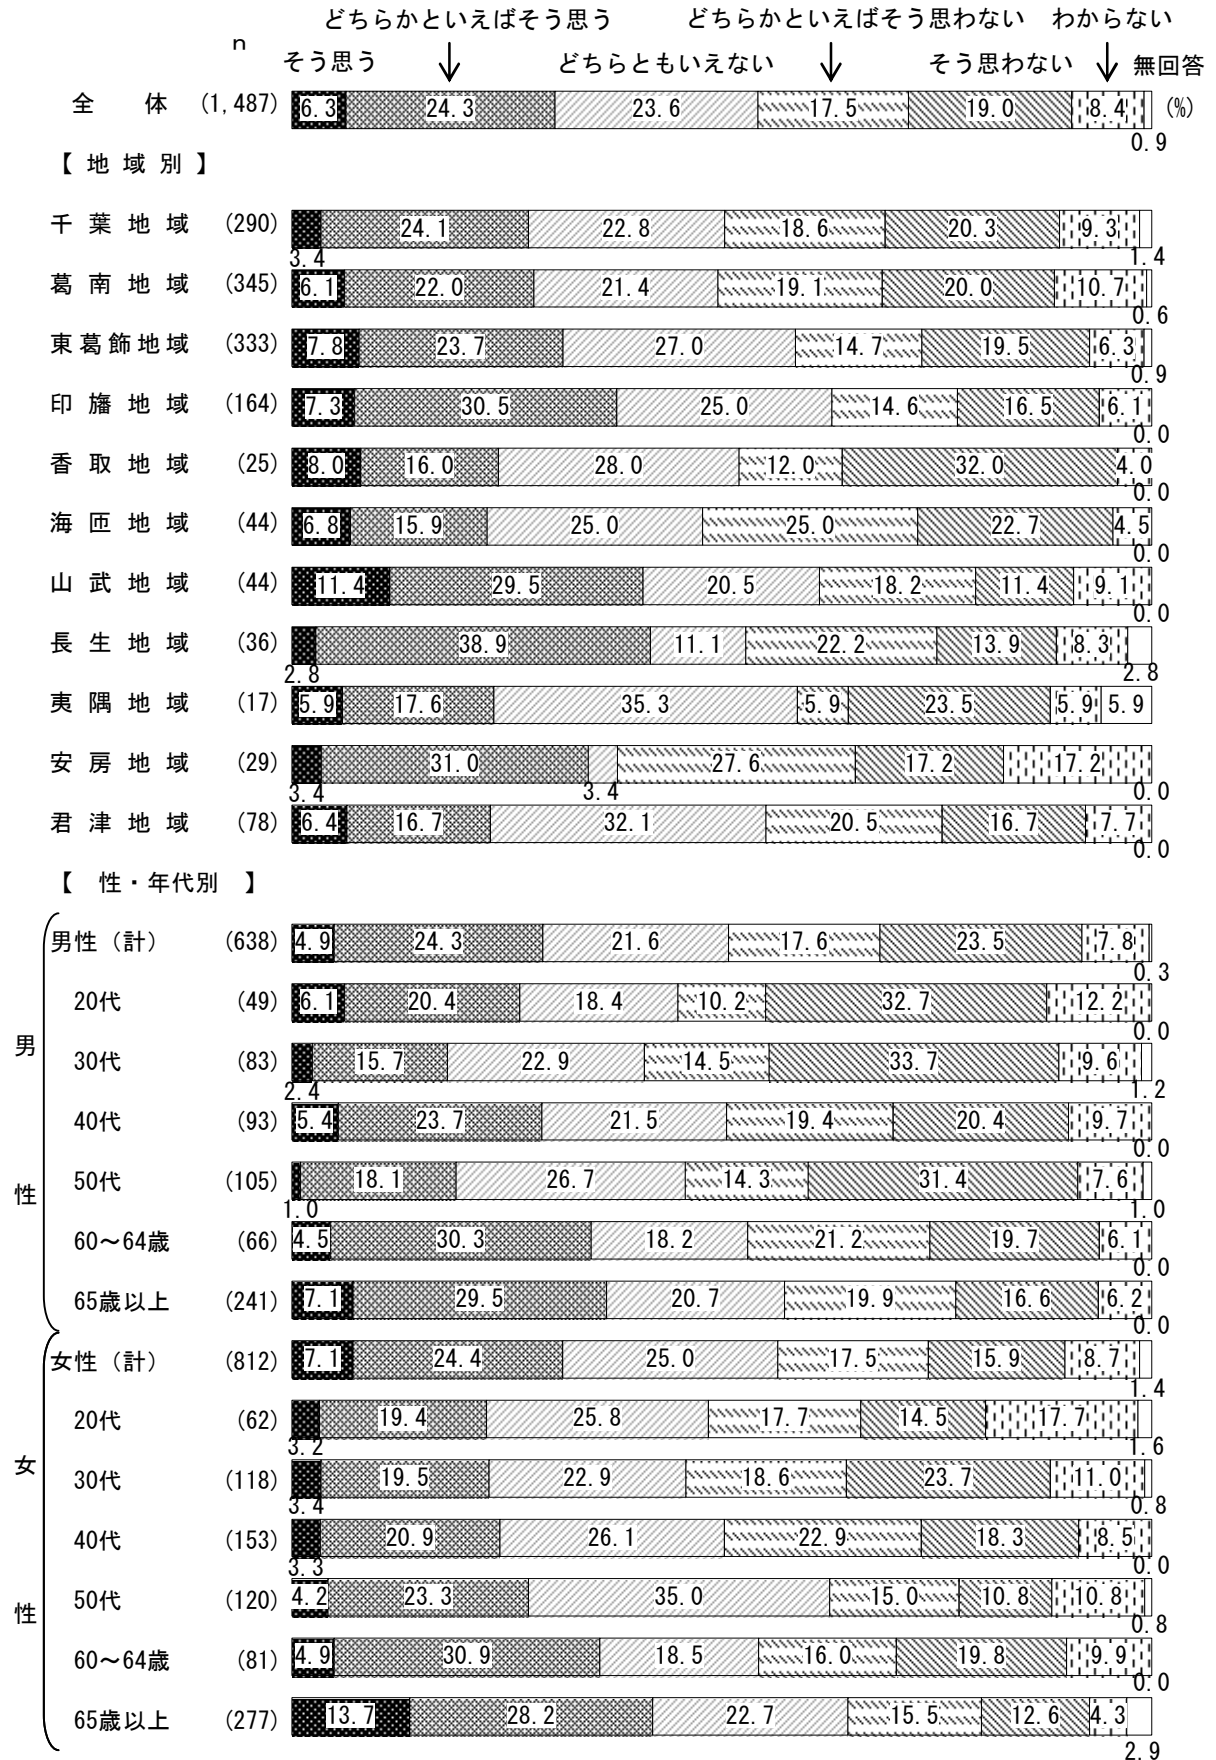 どちらかといえばそう思う どちらかといえばそう思わない わからない
n そう思う どちらともいえない そう思わない 無回答
全 体 (1,487) 6.3 24.3 23.6 17.5 19.0 8.4 (%)
0.9
【 地 域 別 】
千 葉 地 域 (290) 24.1 22.8 18.6 20.3 9.3
3.4 1.4
葛 南 地 域 (345) 6.1 22.0 21.4 19.1 20.0 10.7
0.6
東葛飾地域 (333) 7.8 23.7 27.0 14.7 19.5 6.3
0.9
印 旛 地 域 (164) 7.3 30.5 25.0 14.6 16.5 6.1
0.0
香 取 地 域 (25) 8.0 16.0 28.0 12.0 32.0 4.0
0.0
海 匝 地 域 (44) 6.8 15.9 25.0 25.0 22.7 4.5
0.0
山 武 地 域 (44) 11.4 29.5 20.5 18.2 11.4 9.1
0.0
長 生 地 域 (36) 38.9 11.1 22.2 13.9 8.3
2.8 2.8
夷 隅 地 域 (17) 5.9 17.6 35.3 5.9 23.5 5.9 5.9
安 房 地 域 (29) 31.0 27.6 17.2 17.2
3.4 3.4 0.0
君 津 地 域 (78) 6.4 16.7 32.1 20.5 16.7 7.7
0.0
【 性・年代別 】
男性（計） (638) 4.9 24.3 21.6 17.6 23.5 7.8
0.3
20代 (49) 6.1 20.4 18.4 10.2 32.7 12.2
0.0
男
30代 (83) 15.7 22.9 14.5 33.7 9.6
2.4 1.2
40代 (93) 5.4 23.7 21.5 19.4 20.4 9.7
0.0
性
50代 (105) 18.1 26.7 14.3 31.4 7.6
1.0 1.0
60～64歳 (66) 4.5 30.3 18.2 21.2 19.7 6.1
0.0
65歳以上 (241) 7.1 29.5 20.7 19.9 16.6 6.2
0.0
女性（計） (812) 7.1 24.4 25.0 17.5 15.9 8.7
1.4
20代 (62) 19.4 25.8 17.7 14.5 17.7
3.2 1.6
女
30代 (118) 19.5 22.9 18.6 23.7 11.0
3.4 0.8
40代 (153) 20.9 26.1 22.9 18.3 8.5
3.3 0.0
性
50代 (120) 4.2 23.3 35.0 15.0 10.8 10.8
0.8
60～64歳 (81) 4.9 30.9 18.5 16.0 19.8 9.9
0.0
65歳以上 (277) 13.7 28.2 22.7 15.5 12.6 4.3
2.9